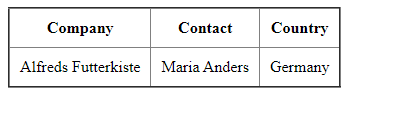 Company Contact Country
Alfreds Futterkiste Maria Anders Germany